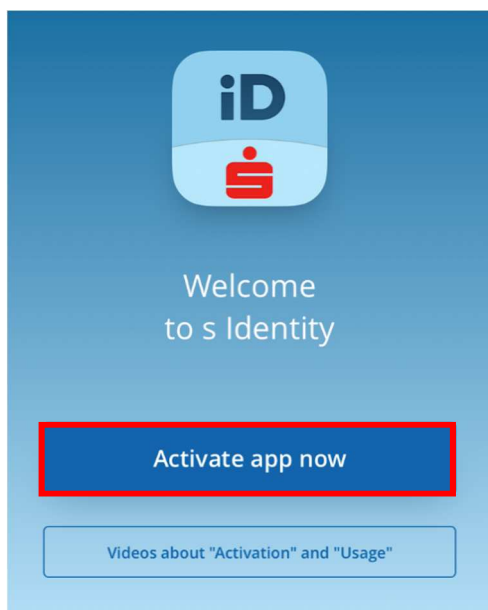 iD
Welcome
to s Identity
Activate app now
Videos about "Activation" and "Usage"